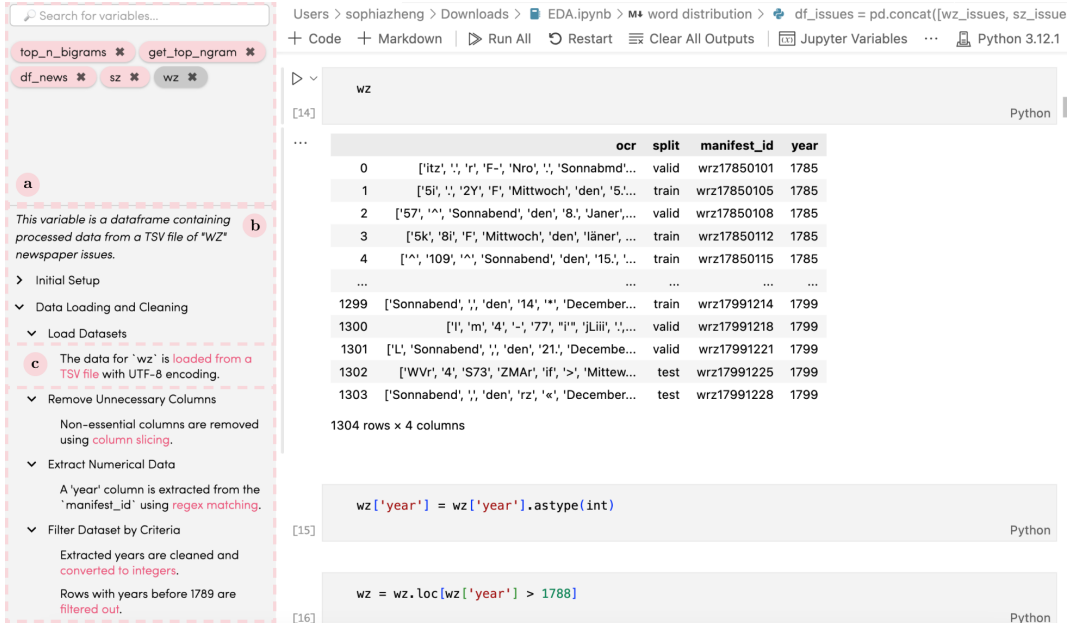 Search for variables...
top_n_bigrams ✖ get_top_ngram ✖
df_news ✖ sz ✖ wz ✖
a
This variable is a dataframe containing
processed data from a TSV file of "WZ"
newspaper issues.
b
Initial Setup
Data Loading and Cleaning
Load Datasets
c
The data for `wz` is loaded from a
TSV file with UTF-8 encoding.
Remove Unnecessary Columns
Non-essential columns are removed
using column slicing.
Extract Numerical Data
A 'year' column is extracted from the
`manifest_id` using regex matching.
Filter Dataset by Criteria
Extracted years are cleaned and
converted to integers.
Rows with years before 1789 are
filtered out.
Users > sophiazheng > Downloads > EDA.ipynb > M↓ word distribution > df_issues = pd.concat([wz_issues, sz_issue
+ Code + Markdown Run All Restart Clear All Outputs Jupyter Variables ··· Python 3.12.1
wz
[14] Python
...
ocr split manifest_id year
0 ['itz', '.', 'r', 'F-', 'Nro', '.', 'Sonnabmd'... valid wrz17850101 1785
1 ['5i', '.', '2Y', 'F', 'Mittwoch', 'den', '5.'... train wrz17850105 1785
2 ['57', '^', 'Sonnabend', 'den', '8.', 'Janer',... valid wrz17850108 1785
3 ['5k', '8i', 'F', 'Mittwoch', 'den', 'Iäner', ... train wrz17850112 1785
4 ['^', '109', '^', 'Sonnabend', 'den', '15.', '... train wrz17850115 1785
... ... ... ... ...
1299 ['Sonnabend', ',', 'den', '14', '*', 'December... train wrz17991214 1799
1300 ['I', 'm', '4', '-', '77', "i'", 'jLiii', '.',... valid wrz17991218 1799
1301 ['L', 'Sonnabend', ',', 'den', '21.', 'Decembe... valid wrz17991221 1799
1302 ['WVr', '4', 'S73', 'ZMAr', 'if', '>', 'Mittew... test wrz17991225 1799
1303 ['Sonnabend', ',', 'den', 'rz', '«', 'December... test wrz17991228 1799
1304 rows × 4 columns
wz['year'] = wz['year'].astype(int)
[15] Python
wz = wz.loc[wz['year'] > 1788]
[16] Python